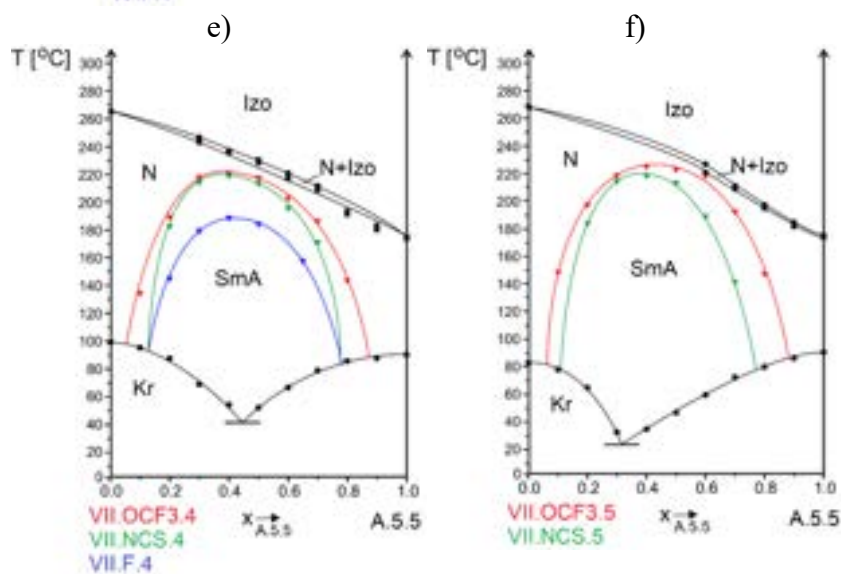 e)
f)
T [°C]
T [°C]
300
280
260
240
220
200
180
160
140
120
100
80
60
40
20
0
Izo
N
N+Izo
SmA
Kr
0.0 0.2 0.4 0.6 0.8 1.0
VII.OCF3.4
VII.NCS.4
VII.F.4
x A.5.5
A.5.5
300
280
260
240
220
200
180
160
140
120
100
80
60
40
20
0
Izo
N
N+Izo
SmA
Kr
0.0 0.2 0.4 0.6 0.8 1.0
VII.OCF3.5
VII.NCS.5
x A.5.5
A.5.5